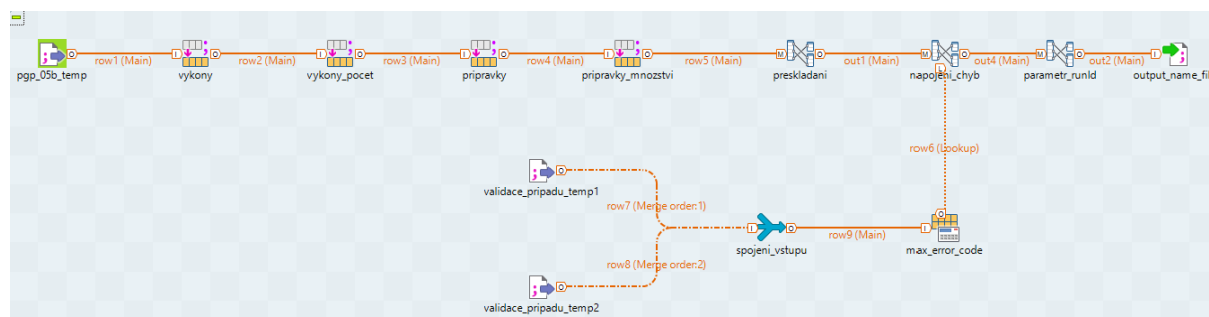 row1 (Main)
row2 (Main)
row3 (Main)
row4 (Main)
row5 (Main)
out1 (Main)
out4 (Main)
out2 (Main)
pgp_05b_temp
vykony
vykony_pocet
pripravky
pripravky_mnozstvi
preskladani
napojeni_chyb
parametr_runId
output_name_fil
row6 (Lookup)
validace_pripadu_temp1
row7 (Merge order:1)
row9 (Main)
spojeni_vstupu
max_error_code
row8 (Merge order:2)
validace_pripadu_temp2